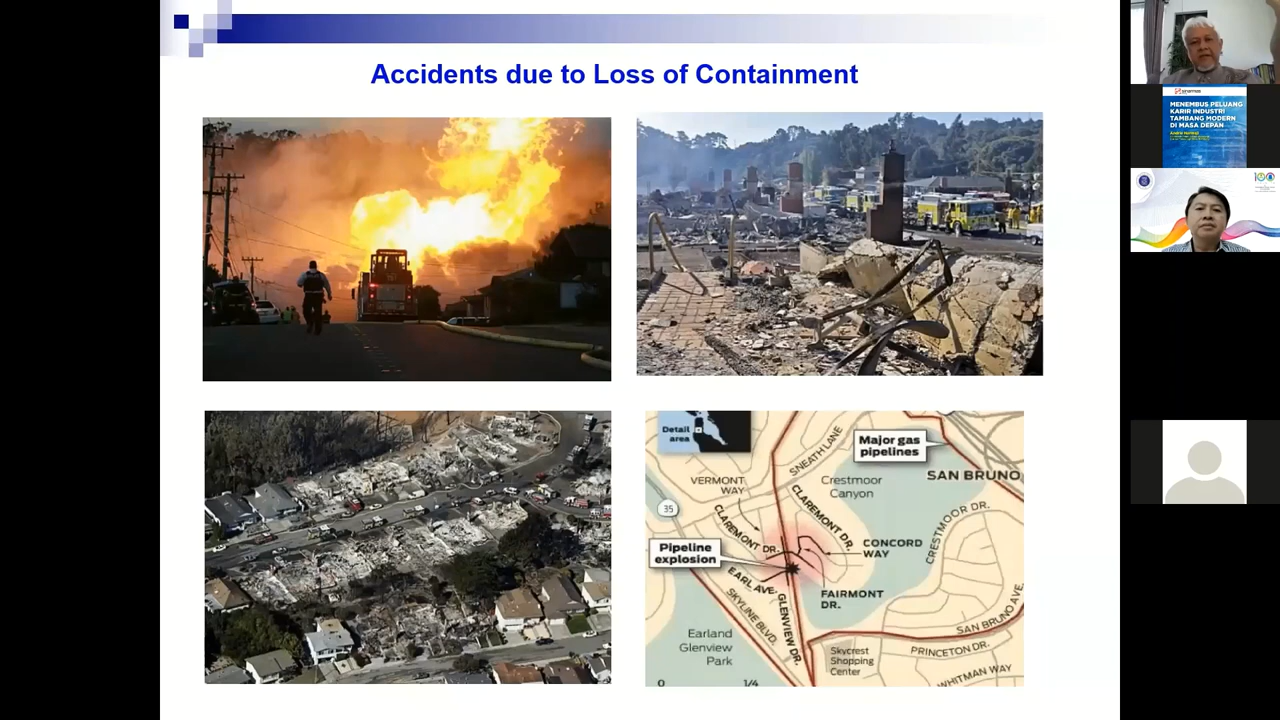 Accidents due to Loss of Containment
Detail
area
SNEATH LANE
Major gas
pipelines
SAN BRUNO
VERMONT
WAY
Crestmoor
Canyon
35
CLAREMONT DR.
CLAREMONT DR.
CRESTMOOR DR.
CONCORD
WAY
Pipeline
explosion
EARL AVE.
GLENVIEW DR.
FAIRMONT
DR.
SKYLINE BLVD.
SAN BRUNO AVE.
Earland
Glenview
Park
Skycrest
Shopping
Center
PRINCETON DR.
WHITMAN WAY
0
1/4
sinarmas
MENEMBUS PELUANG
KARIR INDUSTRI
TAMBANG MODERN
DI MASA DEPAN